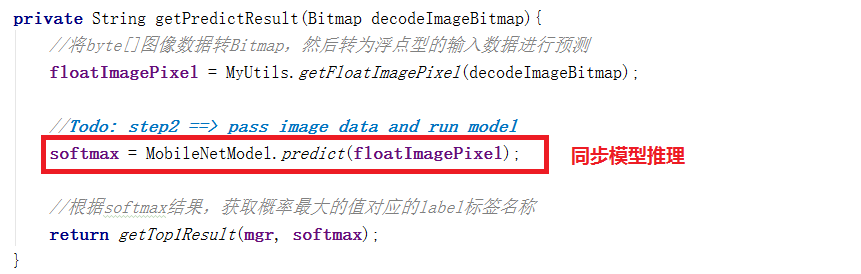 private String getPredictResult(Bitmap decodeImageBitmap){
//将byte[]图像数据转Bitmap，然后转为浮点型的输入数据进行预测
floatImagePixel = MyUtils.getFloatImagePixel(decodeImageBitmap);
//Todo: step2 ==> pass image data and run model
softmax = MobileNetModel.predict(floatImagePixel); 同步模型推理
//根据softmax结果，获取概率最大的值对应的label标签名称
return getTop1Result(mgr, softmax);
}